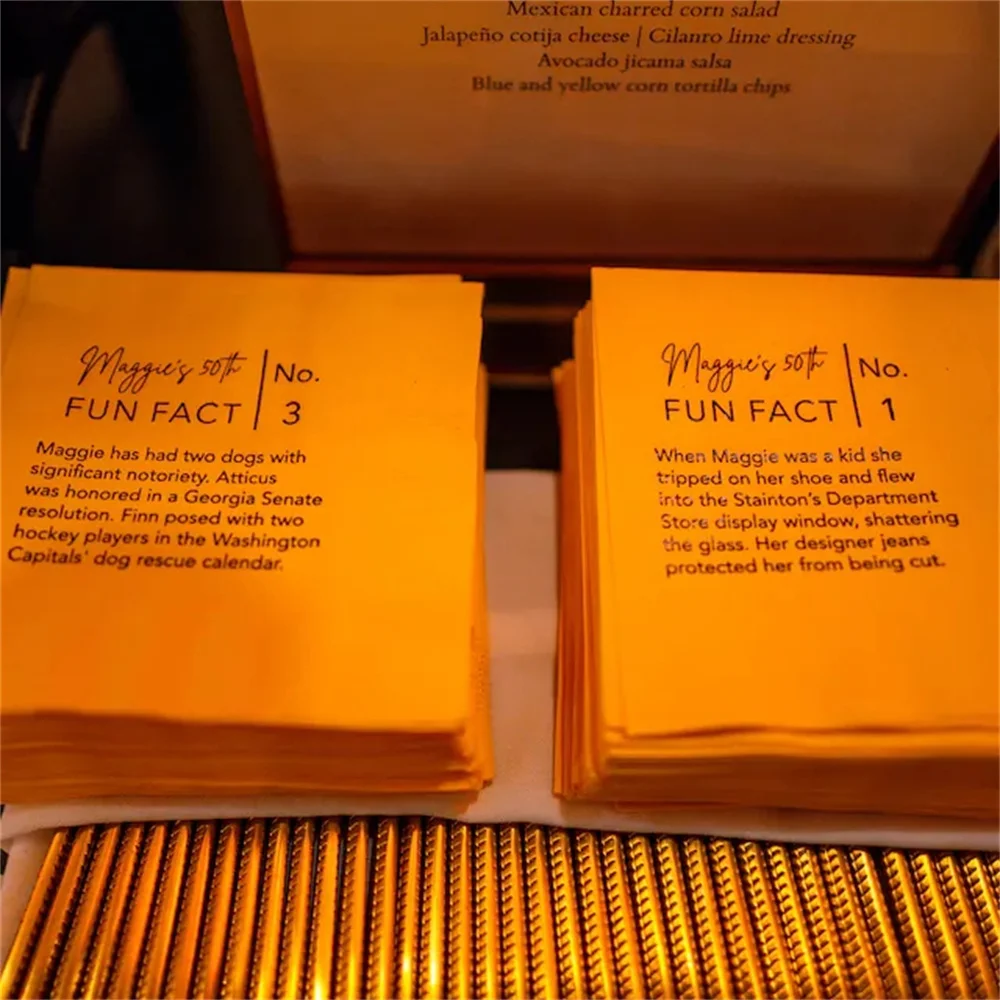 Mexican charred corn salad
Jalapeño cotija cheese | Cilanro lime dressing
Avocado jicama salsa
Blue and yellow corn tortilla chips
Maggie's 50th
FUN FACT
No.
3
Maggie has had two dogs with
significant notoriety. Atticus
was honored in a Georgia Senate
resolution. Finn posed with two
hockey players in the Washington
Capitals' dog rescue calendar.
Maggie's 50th
FUN FACT
No.
1
When Maggie was a kid she
tripped on her shoe and flew
into the Stainton's Department
Store display window, shattering
the glass. Her designer jeans
protected her from being cut.